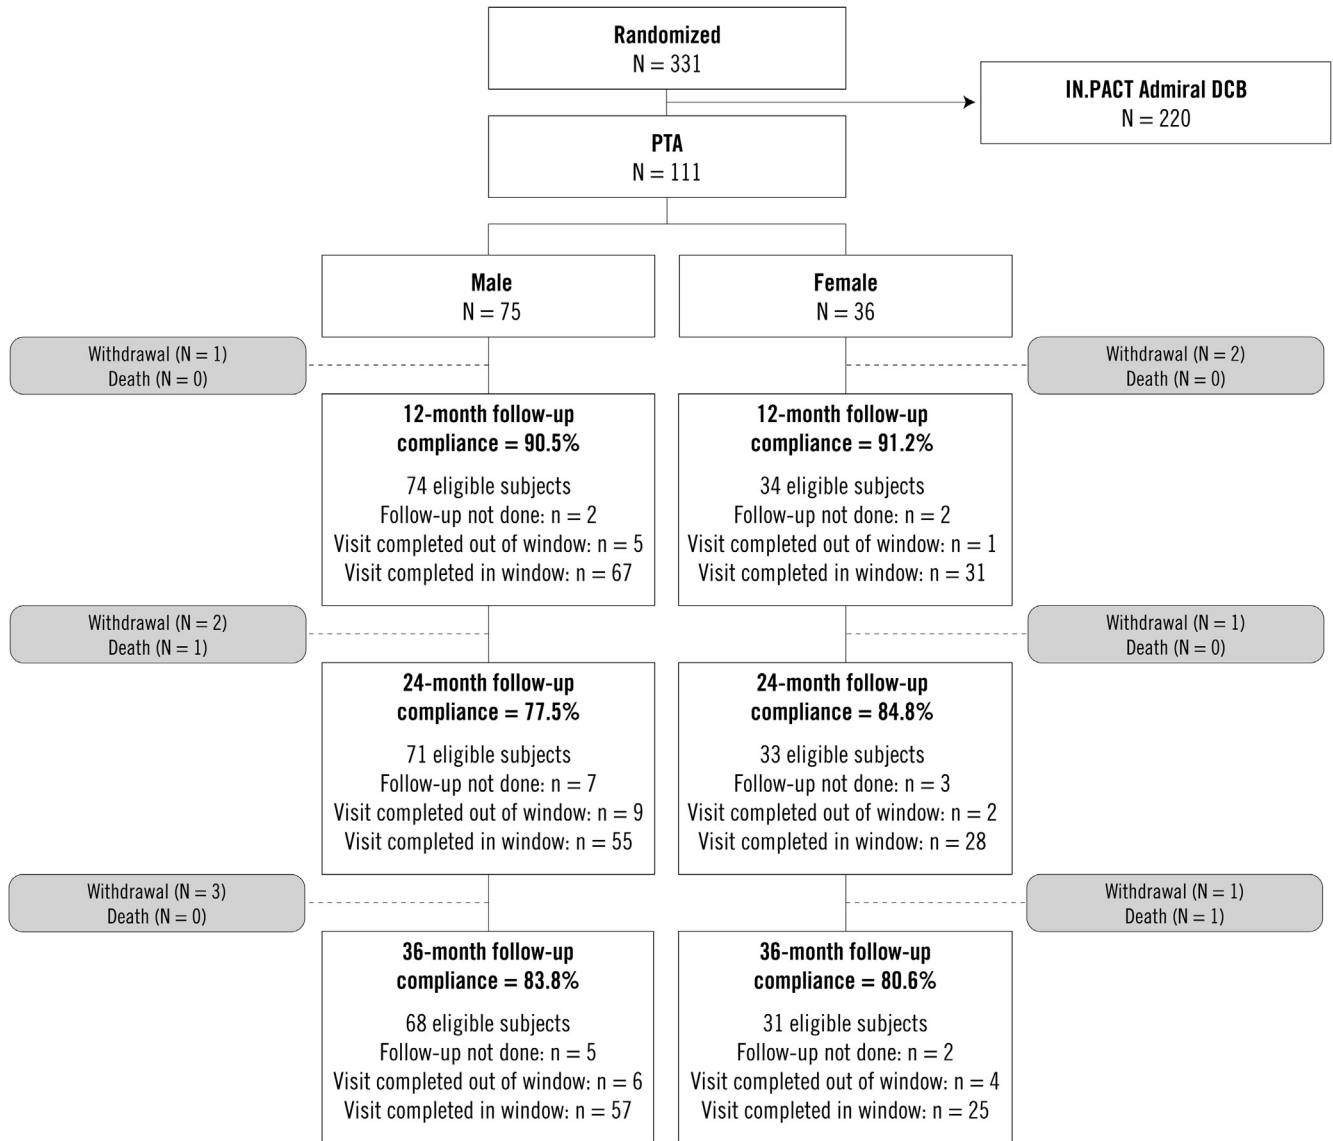 Randomized
N = 331
IN.PACT Admiral DCB
N = 220
PTA
N = 111
Male
N = 75
Female
N = 36
Withdrawal (N = 1)
Death (N = 0)
Withdrawal (N = 2)
Death (N = 0)
12-month follow-up
compliance = 90.5%
74 eligible subjects
Follow-up not done: n = 2
Visit completed out of window: n = 5
Visit completed in window: n = 67
12-month follow-up
compliance = 91.2%
34 eligible subjects
Follow-up not done: n = 2
Visit completed out of window: n = 1
Visit completed in window: n = 31
Withdrawal (N = 2)
Death (N = 1)
Withdrawal (N = 1)
Death (N = 0)
24-month follow-up
compliance = 77.5%
71 eligible subjects
Follow-up not done: n = 7
Visit completed out of window: n = 9
Visit completed in window: n = 55
24-month follow-up
compliance = 84.8%
33 eligible subjects
Follow-up not done: n = 3
Visit completed out of window: n = 2
Visit completed in window: n = 28
Withdrawal (N = 3)
Death (N = 0)
Withdrawal (N = 1)
Death (N = 1)
36-month follow-up
compliance = 83.8%
68 eligible subjects
Follow-up not done: n = 5
Visit completed out of window: n = 6
Visit completed in window: n = 57
36-month follow-up
compliance = 80.6%
31 eligible subjects
Follow-up not done: n = 2
Visit completed out of window: n = 4
Visit completed in window: n = 25